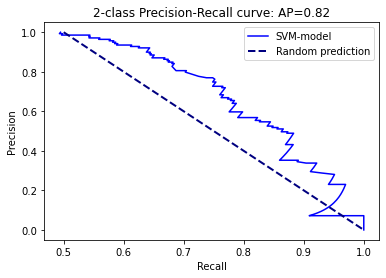 2-class Precision-Recall curve: AP=0.82
SVM-model
Random prediction
1.0
0.8
0.6
0.4
0.2
0.0
Precision
0.5 0.6 0.7 0.8 0.9 1.0
Recall